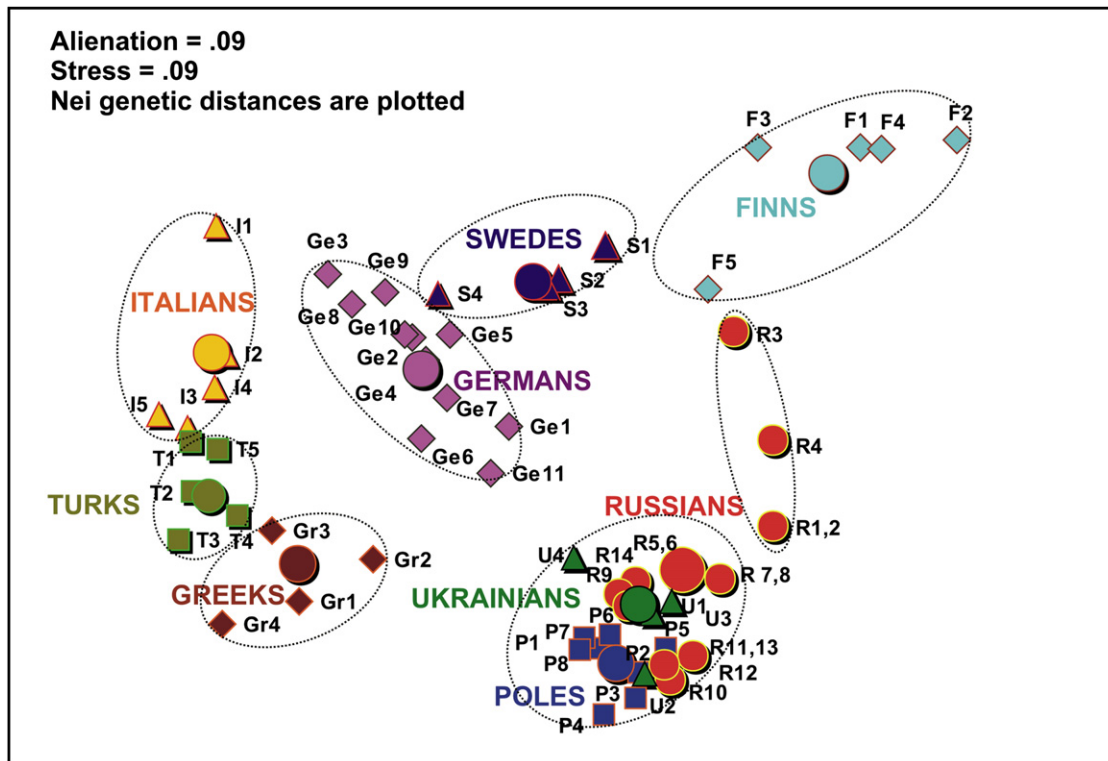 Alienation = .09
Stress = .09
Nei genetic distances are plotted
F3
F1 F4
F2
FINNS
F5
I1
ITALIANS
I2
I4
I5 I3
SWEDES
S1
S2
S3
S4
Ge3
Ge9
Ge8
Ge10
Ge5
Ge2
GERMANS
Ge4
Ge7
Ge1
Ge6
Ge11
R3
R4
R1,2
T1
T5
T2
TURKS
T3
T4
Gr3
Gr2
GREEKS
Gr1
Gr4
RUSSIANS
U4
R14
R5,6
R9
R 7,8
UKRAINIANS
U1
U3
P6
P5
P7
P1
P8
P2
R11,13
R12
R10
P3
U2
POLES
P4